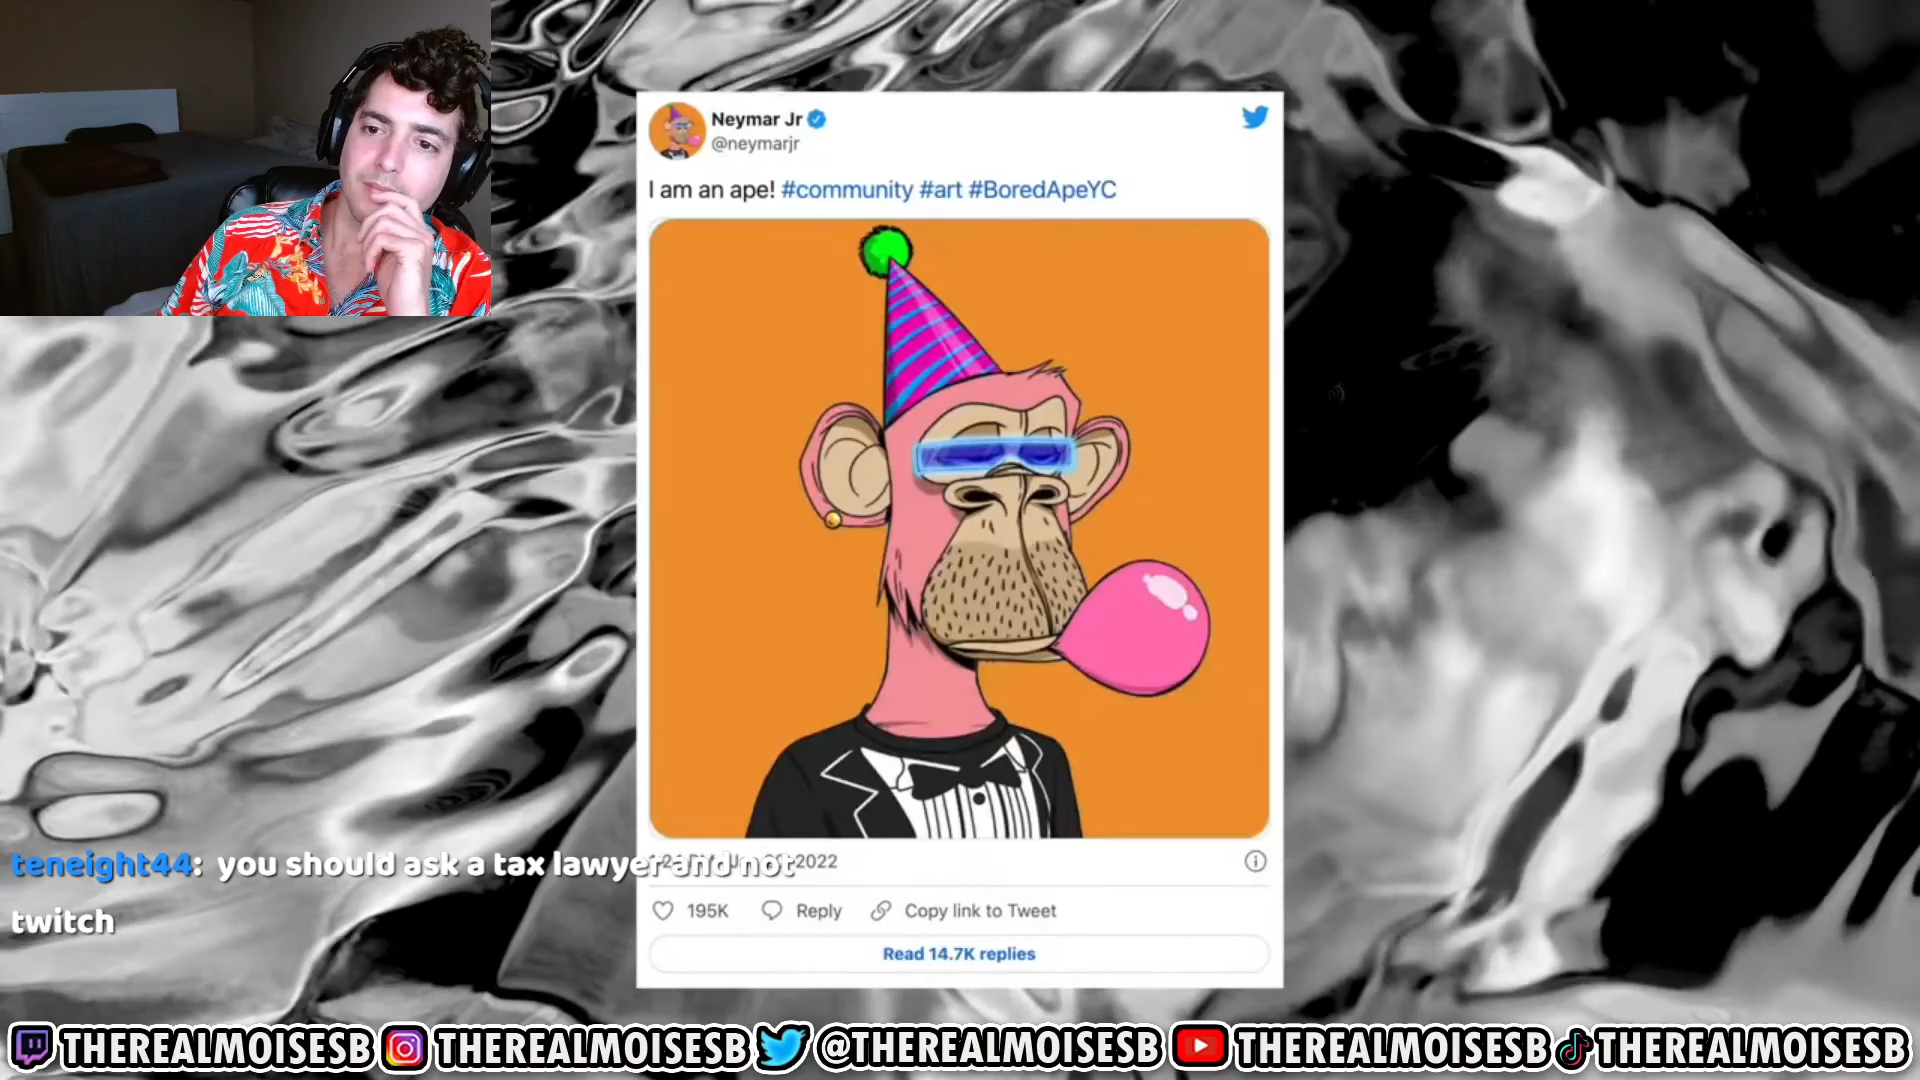 Neymar Jr
@neymarjr
I am an ape! #community #art #BoredApeYC
2022
teneight44: you should ask a tax lawyer and not
twitch
195K Reply Copy link to Tweet
Read 14.7K replies
THEREALMOISESB THEREALMOISESB @THEREALMOISESB THEREALMOISESB THEREALMOISESB